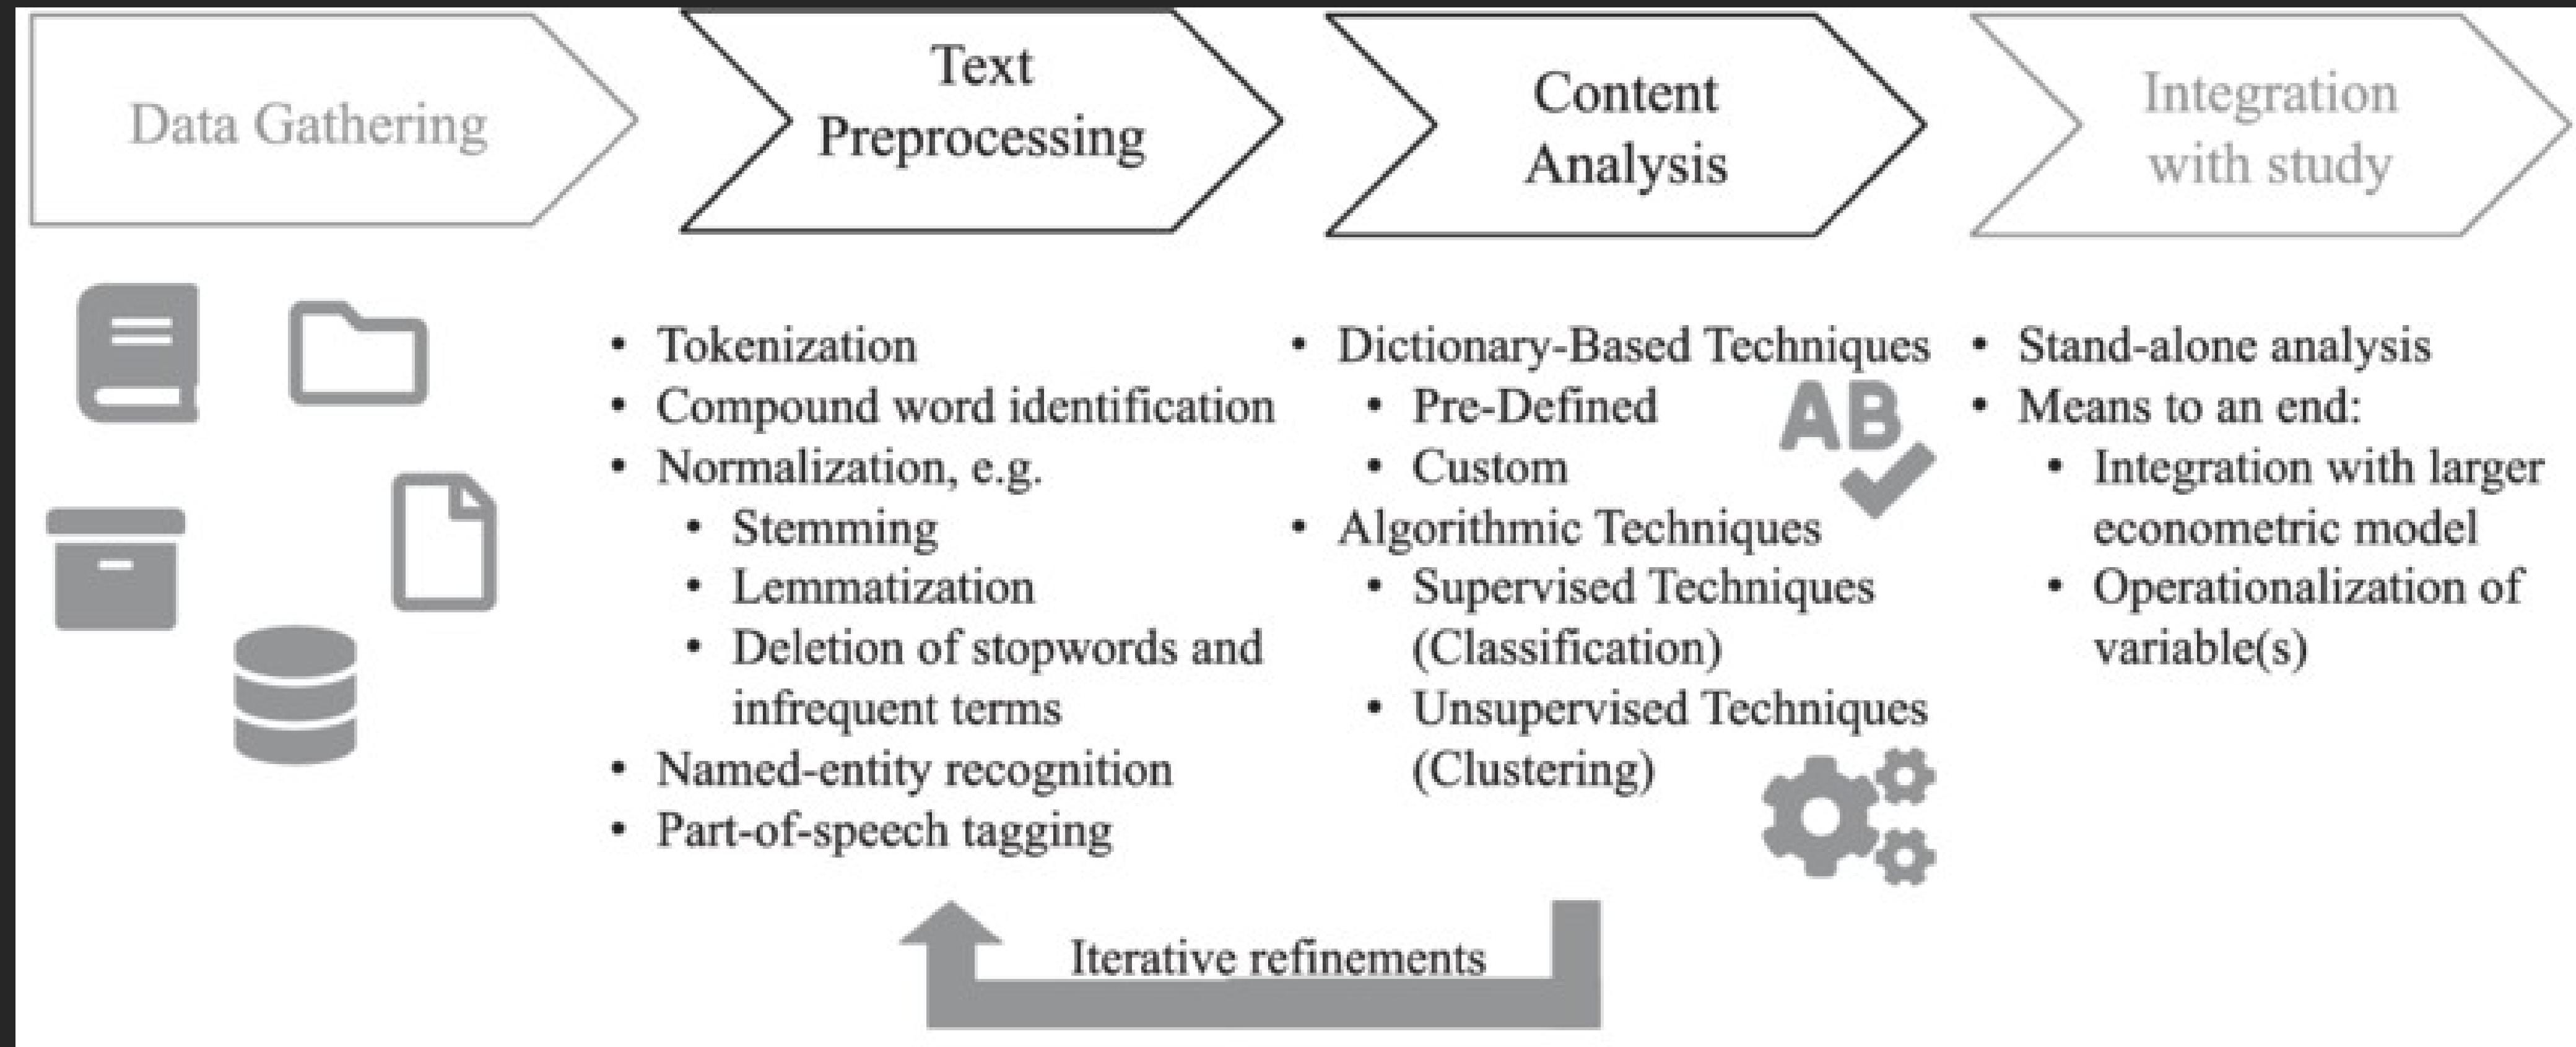 Data Gathering
Text
Preprocessing
Content
Analysis
Integration
with study
• Tokenization
• Compound word identification
• Normalization, e.g.
• Stemming
• Lemmatization
• Deletion of stopwords and
infrequent terms
• Named-entity recognition
• Part-of-speech tagging
• Dictionary-Based Techniques
• Pre-Defined
• Custom
AB
• Algorithmic Techniques
• Supervised Techniques
(Classification)
• Unsupervised Techniques
(Clustering)
• Stand-alone analysis
• Means to an end:
• Integration with larger
econometric model
• Operationalization of
variable(s)
Iterative refinements